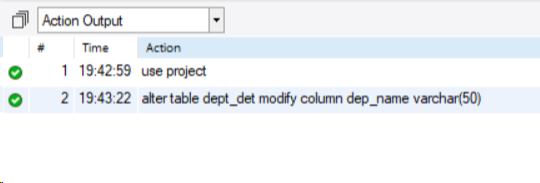 Action Output
# Time Action
1 19:42:59 use project
2 19:43:22 alter table dept_det modify column dep_name varchar(50)